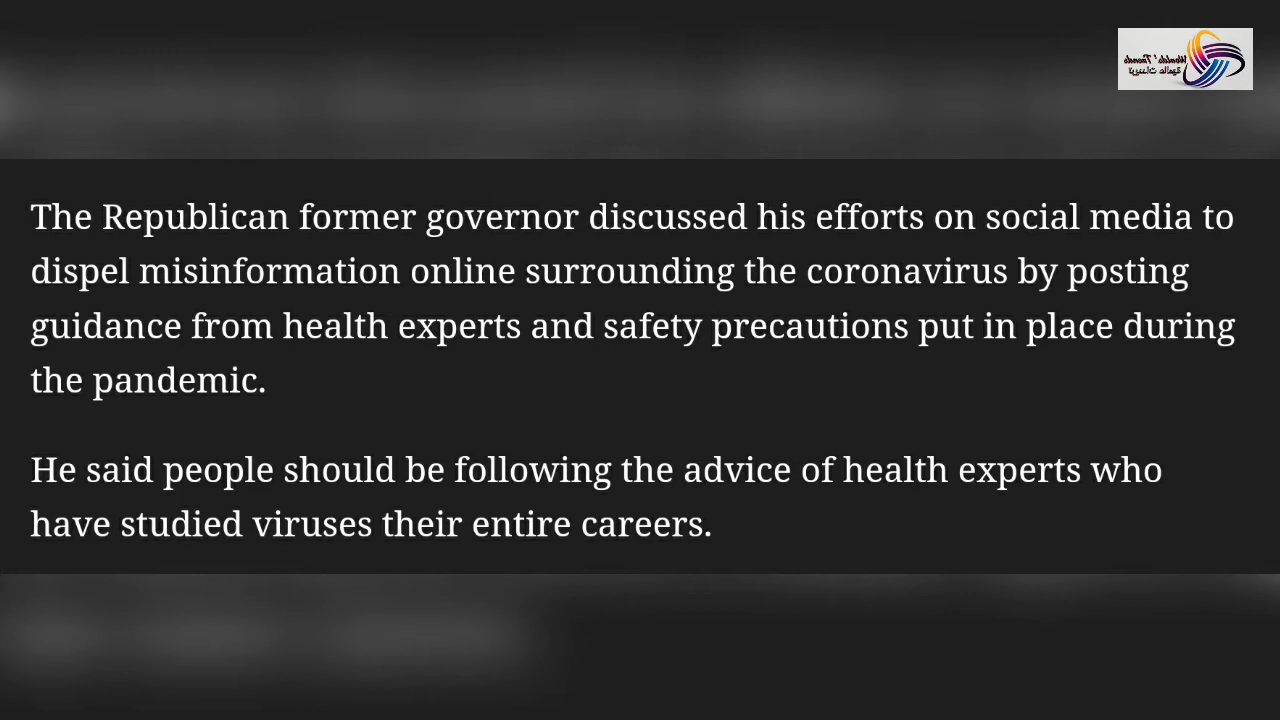 Worlds' Trends
The Republican former governor discussed his efforts on social media to
dispel misinformation online surrounding the coronavirus by posting
guidance from health experts and safety precautions put in place during
the pandemic.
He said people should be following the advice of health experts who
have studied viruses their entire careers.